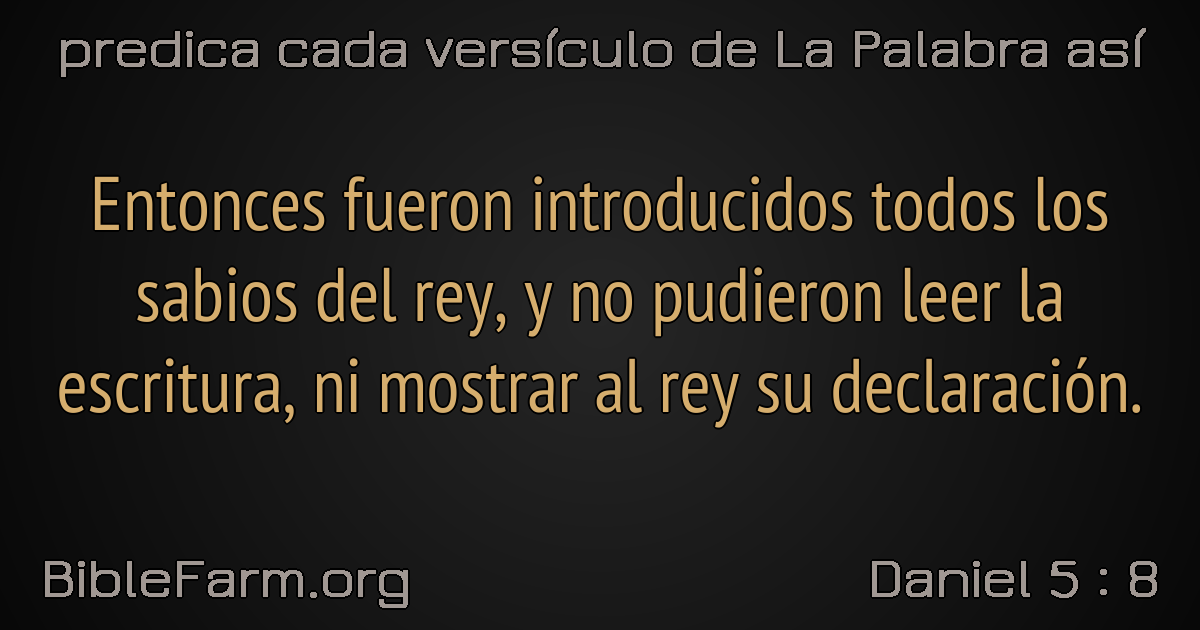 predica cada versículo de La Palabra así
Entonces fueron introducidos todos los
sabios del rey, y no pudieron leer la
escritura, ni mostrar al rey su declaración.
BibleFarm.org
Daniel 5 : 8